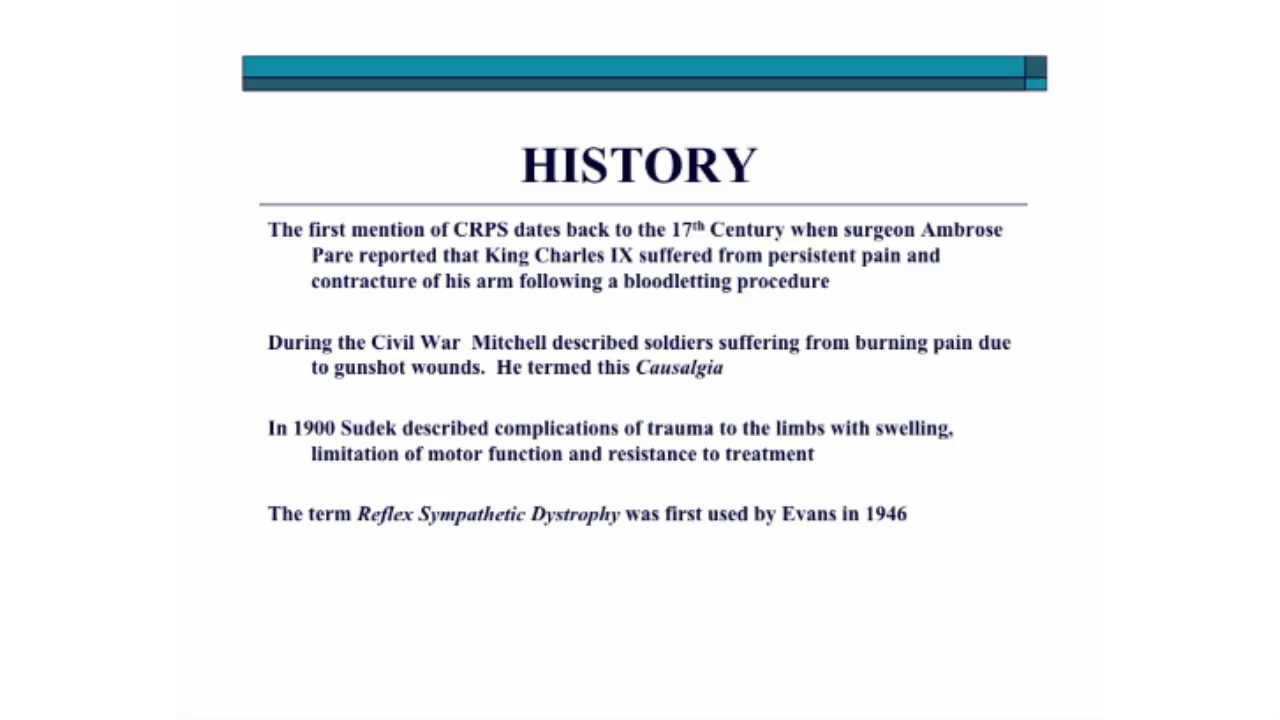 HISTORY
The first mention of CRPS dates back to the 17th Century when surgeon Ambrose
Pare reported that King Charles IX suffered from persistent pain and
contracture of his arm following a bloodletting procedure
During the Civil War  Mitchell described soldiers suffering from burning pain due
to gunshot wounds.  He termed this Causalgia
In 1900 Sudek described complications of trauma to the limbs with swelling,
limitation of motor function and resistance to treatment
The term Reflex Sympathetic Dystrophy was first used by Evans in 1946